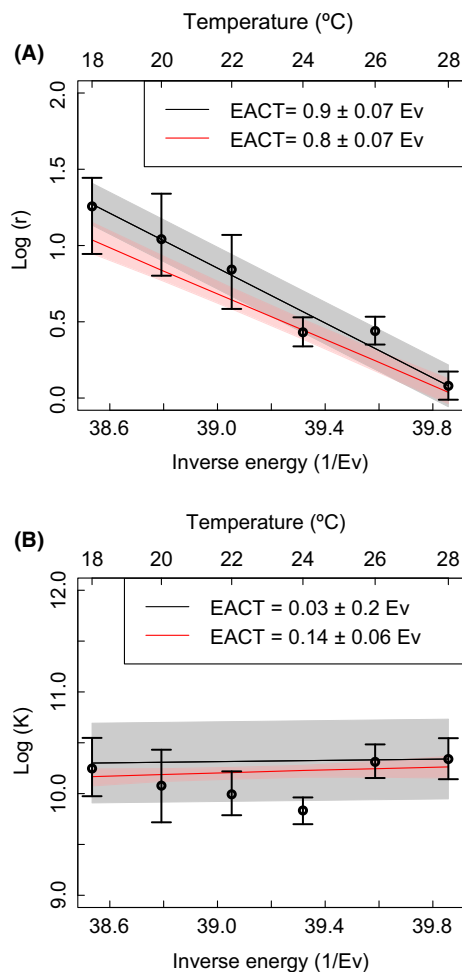 Temperature (ºC)
(A)
18 20 22 24 26 28
EACT= 0.9 ± 0.07 Ev
EACT= 0.8 ± 0.07 Ev
Log (r)
2.0
1.5
1.0
0.5
0.0
38.6 39.0 39.4 39.8
Inverse energy (1/Ev)
Temperature (ºC)
(B)
18 20 22 24 26 28
EACT = 0.03 ± 0.2 Ev
EACT = 0.14 ± 0.06 Ev
Log (K)
12.0
11.0
10.0
9.0
38.6 39.0 39.4 39.8
Inverse energy (1/Ev)